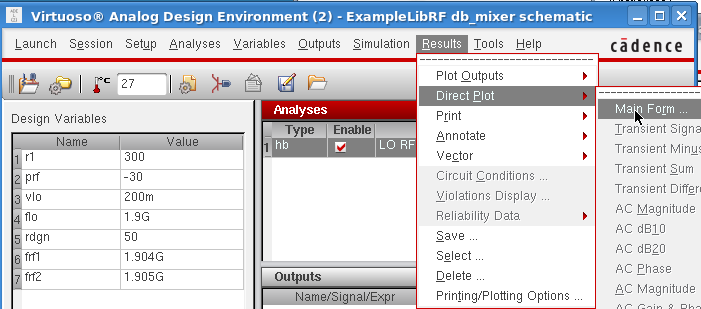 Virtuoso® Analog Design Environment (2) - ExampleLibRF db_mixer schematic
Launch Session Setup Analyses Variables Outputs Simulation Results Tools Help cādence
27
Design Variables
Name Value
1 r1 300
2 prf -30
3 vlo 200m
4 flo 1.9G
5 rdgn 50
6 frf1 1.904G
7 frf2 1.905G
Analyses
Type Enable
1 hb LO RF
Outputs
Name/Signal/Expr
Plot Outputs
Direct Plot
Print
Annotate
Vector
Circuit Conditions ...
Violations Display ...
Reliability Data
Save ...
Select ...
Delete ...
Printing/Plotting Options ...
Main Form ...
Transient Signa
Transient Minus
Transient Sum
Transient Differe
AC Magnitude
AC dB10
AC dB20
AC Phase
AC Magnitude
AC Gain & Pha